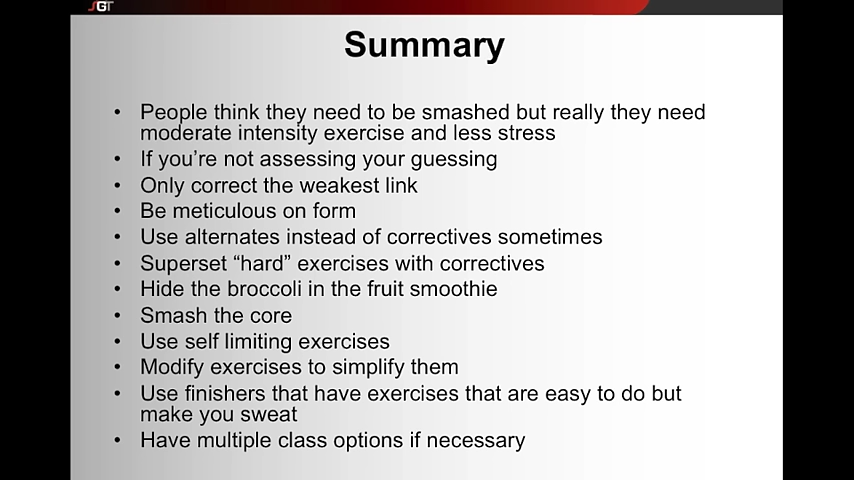 SGT
Summary
• People think they need to be smashed but really they need
moderate intensity exercise and less stress
• If you're not assessing your guessing
• Only correct the weakest link
• Be meticulous on form
• Use alternates instead of correctives sometimes
• Superset “hard” exercises with correctives
• Hide the broccoli in the fruit smoothie
• Smash the core
• Use self limiting exercises
• Modify exercises to simplify them
• Use finishers that have exercises that are easy to do but
make you sweat
• Have multiple class options if necessary